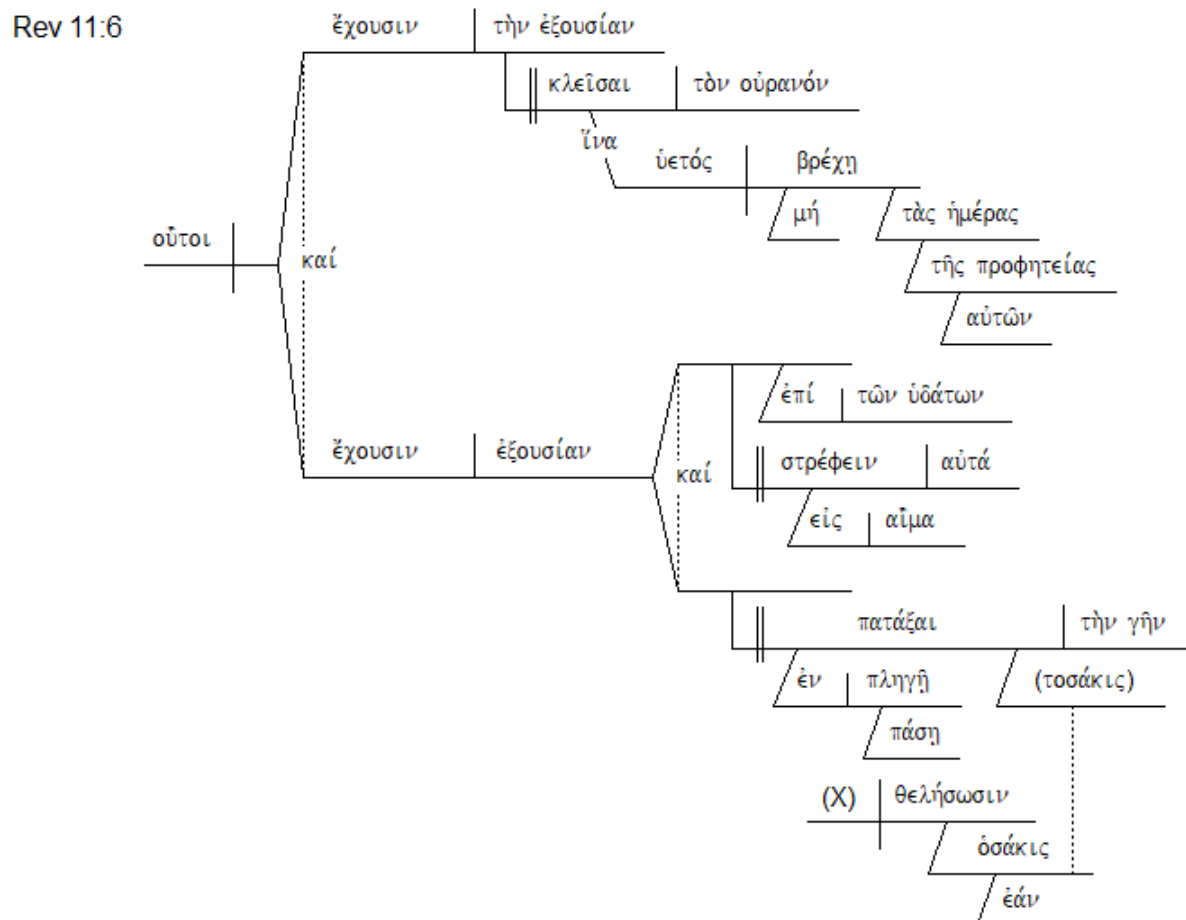 Rev 11:6
ἔχουσιν τὴν ἐξουσίαν
κλεῖσαι τὸν οὐρανόν
ἵνα
ὑετός βρέχῃ
μή τὰς ἡμέρας
οὗτοι
καί
τῆς προφητείας
αὐτῶν
ἐπί τῶν ὑδάτων
ἔχουσιν ἐξουσίαν
καί
στρέφειν αὐτά
εἰς αἷμα
πατάξαι τὴν γῆν
ἐν πληγῇ (τοσάκις)
πάσῃ
(X) θελήσωσιν
ὁσάκις
ἐάν